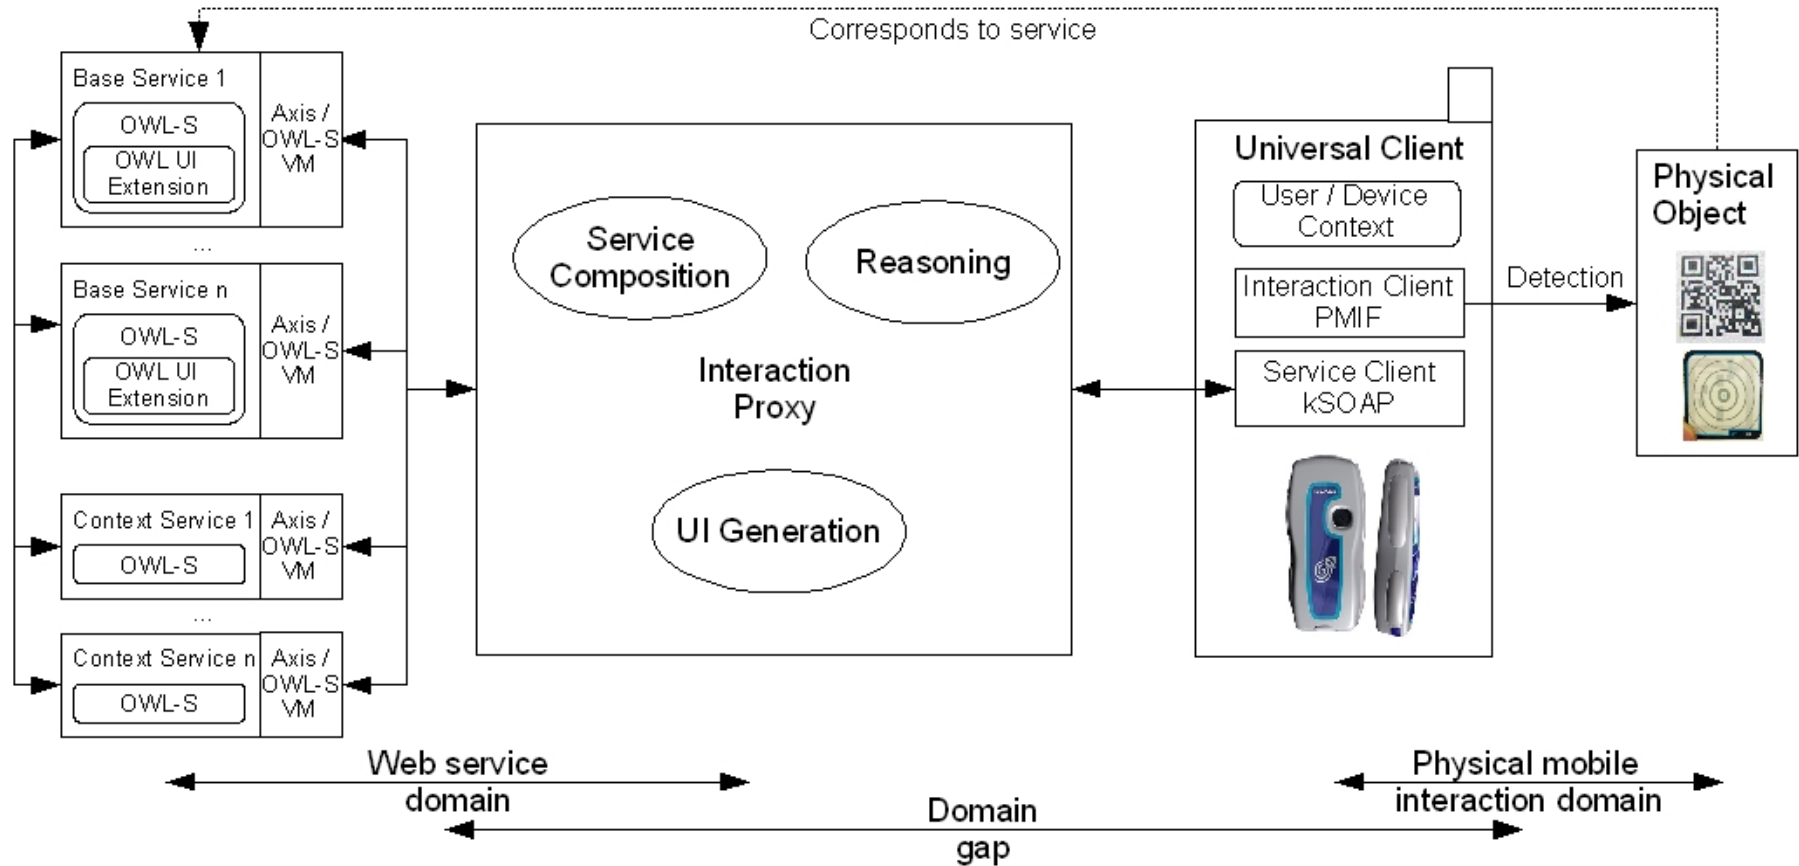 Corresponds to service
Base Service 1
OWL-S
OWL UI
Extension
Axis /
OWL-S
VM
...
Base Service n
OWL-S
OWL UI
Extension
Axis /
OWL-S
VM
Context Service 1
OWL-S
Axis /
OWL-S
VM
...
Context Service n
OWL-S
Axis /
OWL-S
VM
Service
Composition
Reasoning
Interaction
Proxy
UI Generation
Universal Client
User / Device
Context
Interaction Client
PMIF
Service Client
kSOAP
Detection
Physical
Object
Web service
domain
Domain
gap
Physical mobile
interaction domain